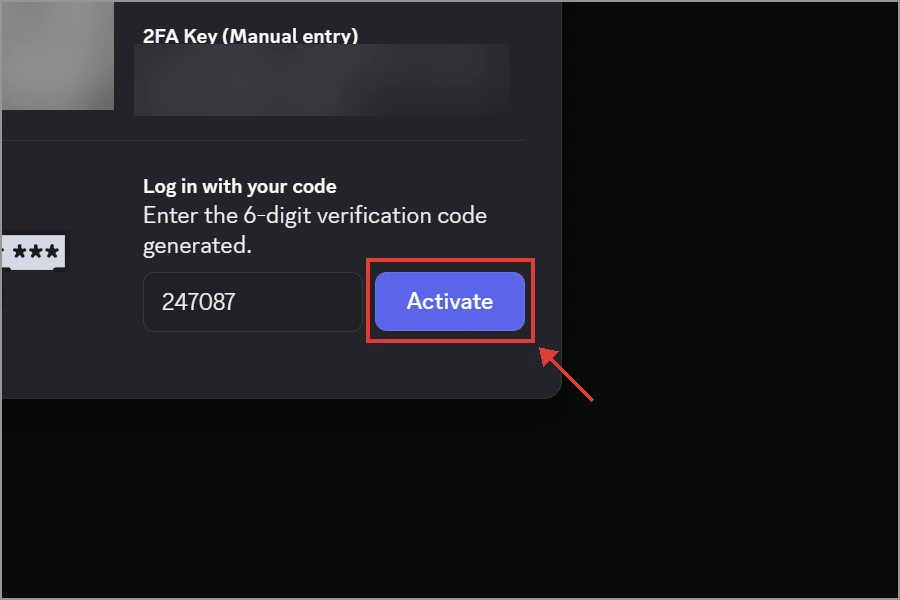 2FA Key (Manual entry)
Log in with your code
Enter the 6-digit verification code
generated.
***
247087
Activate